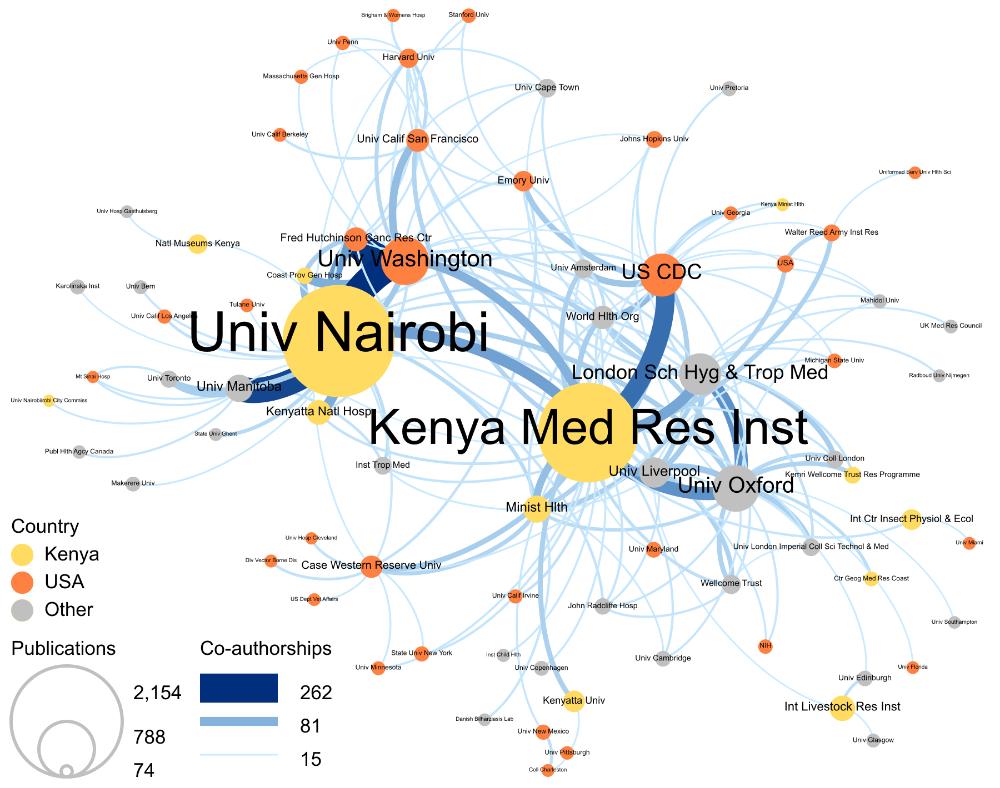 Brigham & Womens Hosp
Stanford Univ
Univ Penn
Harvard Univ
Massachusetts Gen Hosp
Univ Cape Town
Univ Pretoria
Univ Calif Berkeley
Univ Calif San Francisco
Johns Hopkins Univ
Uniformed Serv Univ Hlth Sci
Emory Univ
Kenya Minist Hlth
Univ Hosp Gasthuisberg
Univ Georgia
Walter Reed Army Inst Res
Fred Hutchinson Canc Res Ctr
Natl Museums Kenya
Univ Washington
USA
Univ Amsterdam
US CDC
Coast Prov Gen Hosp
Karolinska Inst
Univ Bern
Mahidol Univ
Tulane Univ
Univ Calif Los Angeles
World Hlth Org
UK Med Res Council
Univ Nairobi
Michigan State Univ
London Sch Hyg & Trop Med
Radboud Univ Nijmegen
Mt Sinai Hosp
Univ Toronto
Univ Manitoba
Univ Nairobiirobi City Commiss
Kenyatta Natl Hosp
Kenya Med Res Inst
State Univ Ghent
Publ Hlth Agcy Canada
Univ Coll London
Inst Trop Med
Univ Liverpool
Kemri Wellcome Trust Res Programme
Makerere Univ
Univ Oxford
Minist Hlth
Int Ctr Insect Physiol & Ecol
Univ Hosp Cleveland
Univ Miami
Univ London Imperial Coll Sci Technol & Med
Univ Maryland
Div Vector Borne Dis
Case Western Reserve Univ
Ctr Geog Med Res Coast
Wellcome Trust
US Dept Vet Affairs
Univ Calif Irvine
John Radcliffe Hosp
Univ Southampton
NIH
State Univ New York
Inst Child Hlth
Univ Cambridge
Univ Minnesota
Univ Copenhagen
Univ Florida
Univ Edinburgh
Kenyatta Univ
Int Livestock Res Inst
Danish Bilharziasis Lab
Univ New Mexico
Univ Glasgow
Univ Pittsburgh
Coll Charleston
Country
Kenya
USA
Other
Publications
2,154
788
74
Co-authorships
262
81
15